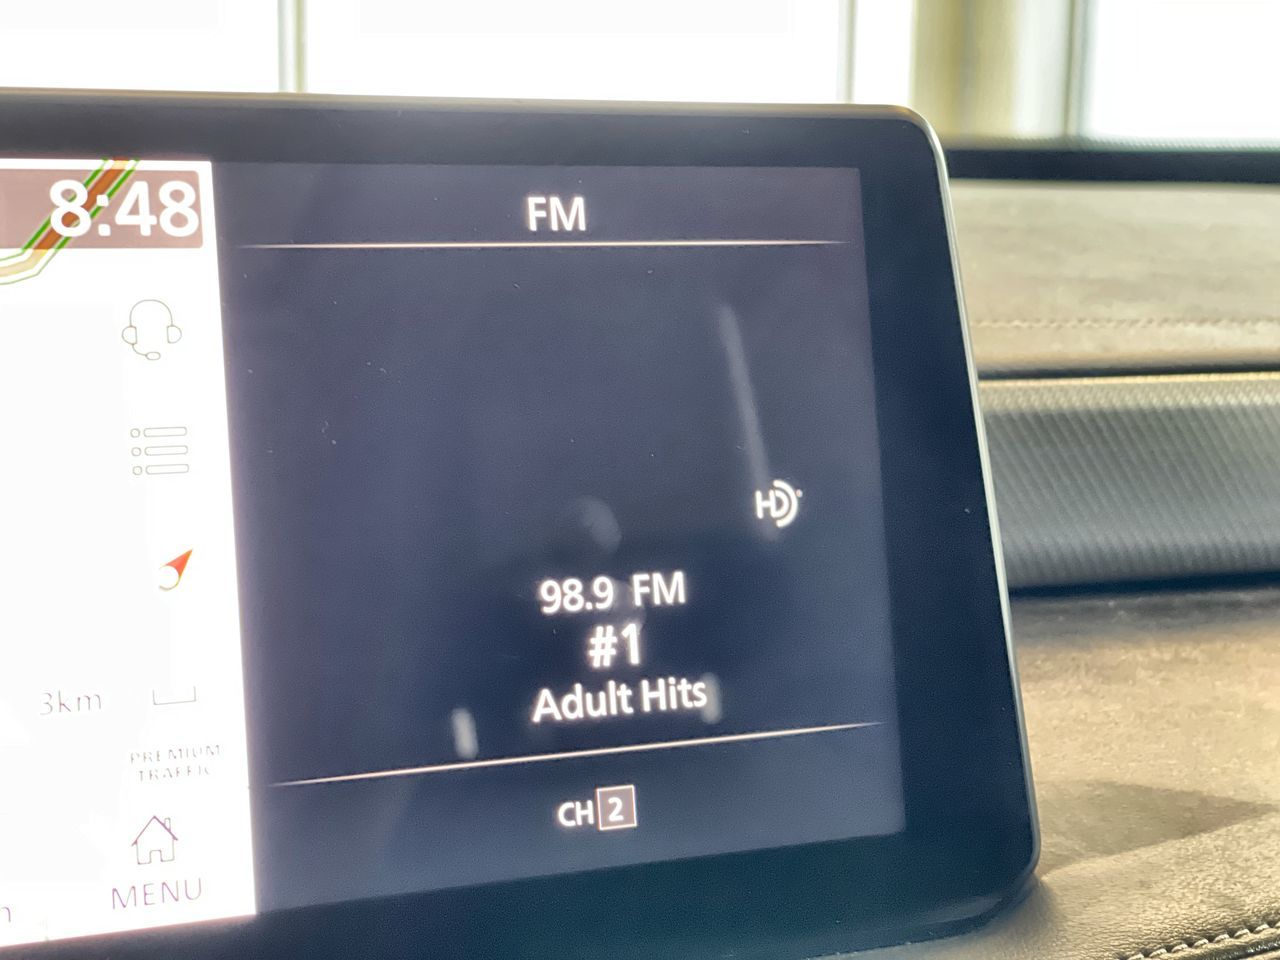 8:48
FM
HD
98.9 FM
#1
Adult Hits
3km
PREMIUM
TRAFFIC
CH 2
MENU